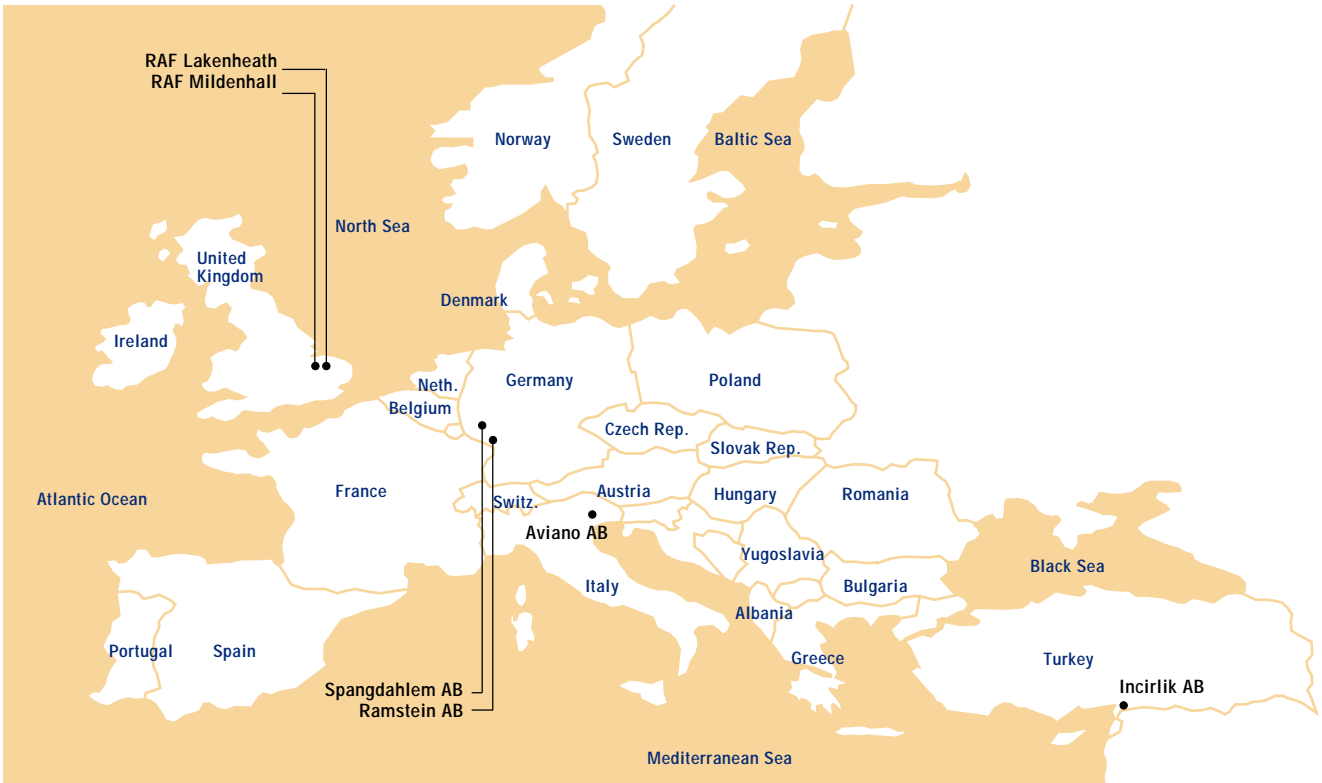 RAF Lakenheath
RAF Mildenhall
Norway
Sweden
Baltic Sea
North Sea
United
Kingdom
Denmark
Ireland
Neth.
Germany
Poland
Belgium
Czech Rep.
Slovak Rep.
Atlantic Ocean
France
Switz.
Austria
Hungary
Romania
Aviano AB
Yugoslavia
Black Sea
Italy
Bulgaria
Albania
Portugal
Spain
Greece
Turkey
Spangdahlem AB
Ramstein AB
Incirlik AB
Mediterranean Sea